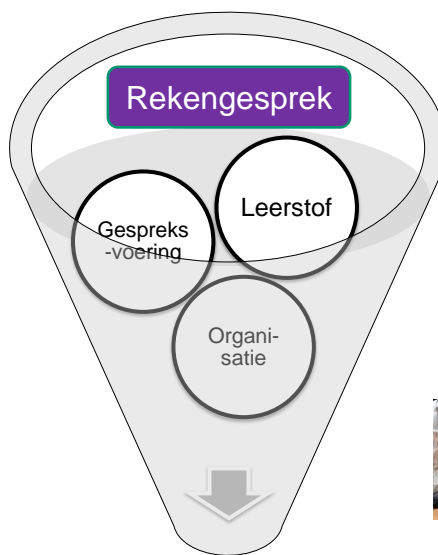 Rekengesprek
Leerstof
Gespreks
-voering
Organi-
satie